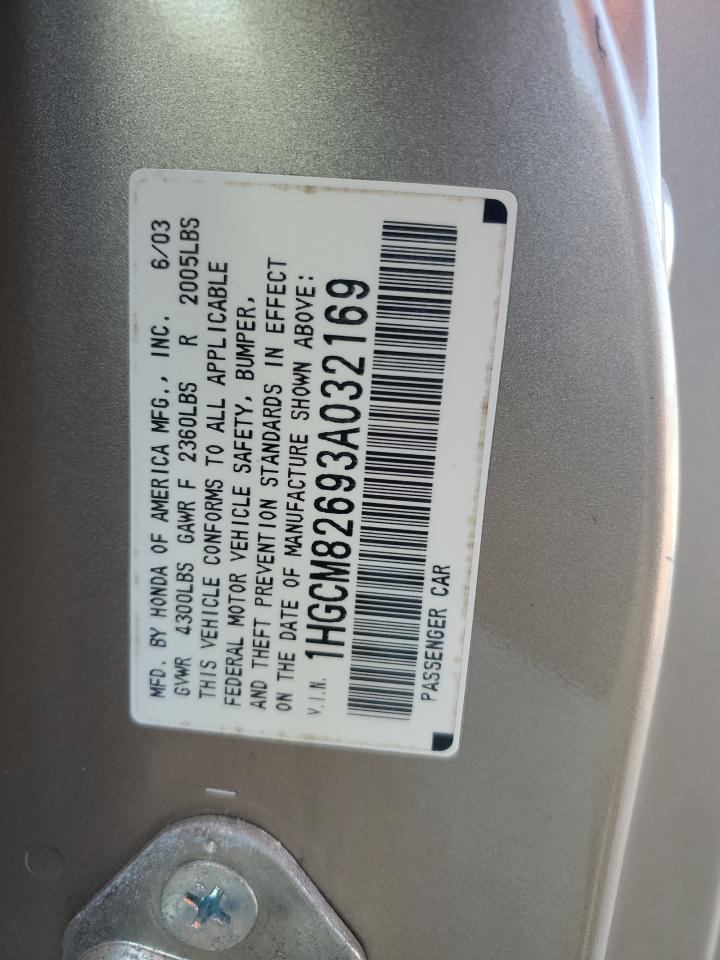 MFD. BY HONDA OF AMERICA MFG., INC. 6/03
GVWR 4300LBS GAWR F 2360LBS R 2005LBS
THIS VEHICLE CONFORMS TO ALL APPLICABLE
FEDERAL MOTOR VEHICLE SAFETY, BUMPER,
AND THEFT PREVENTION STANDARDS IN EFFECT
ON THE DATE OF MANUFACTURE SHOWN ABOVE:
V.I.N. 1HGCM82693A032169
PASSENGER CAR